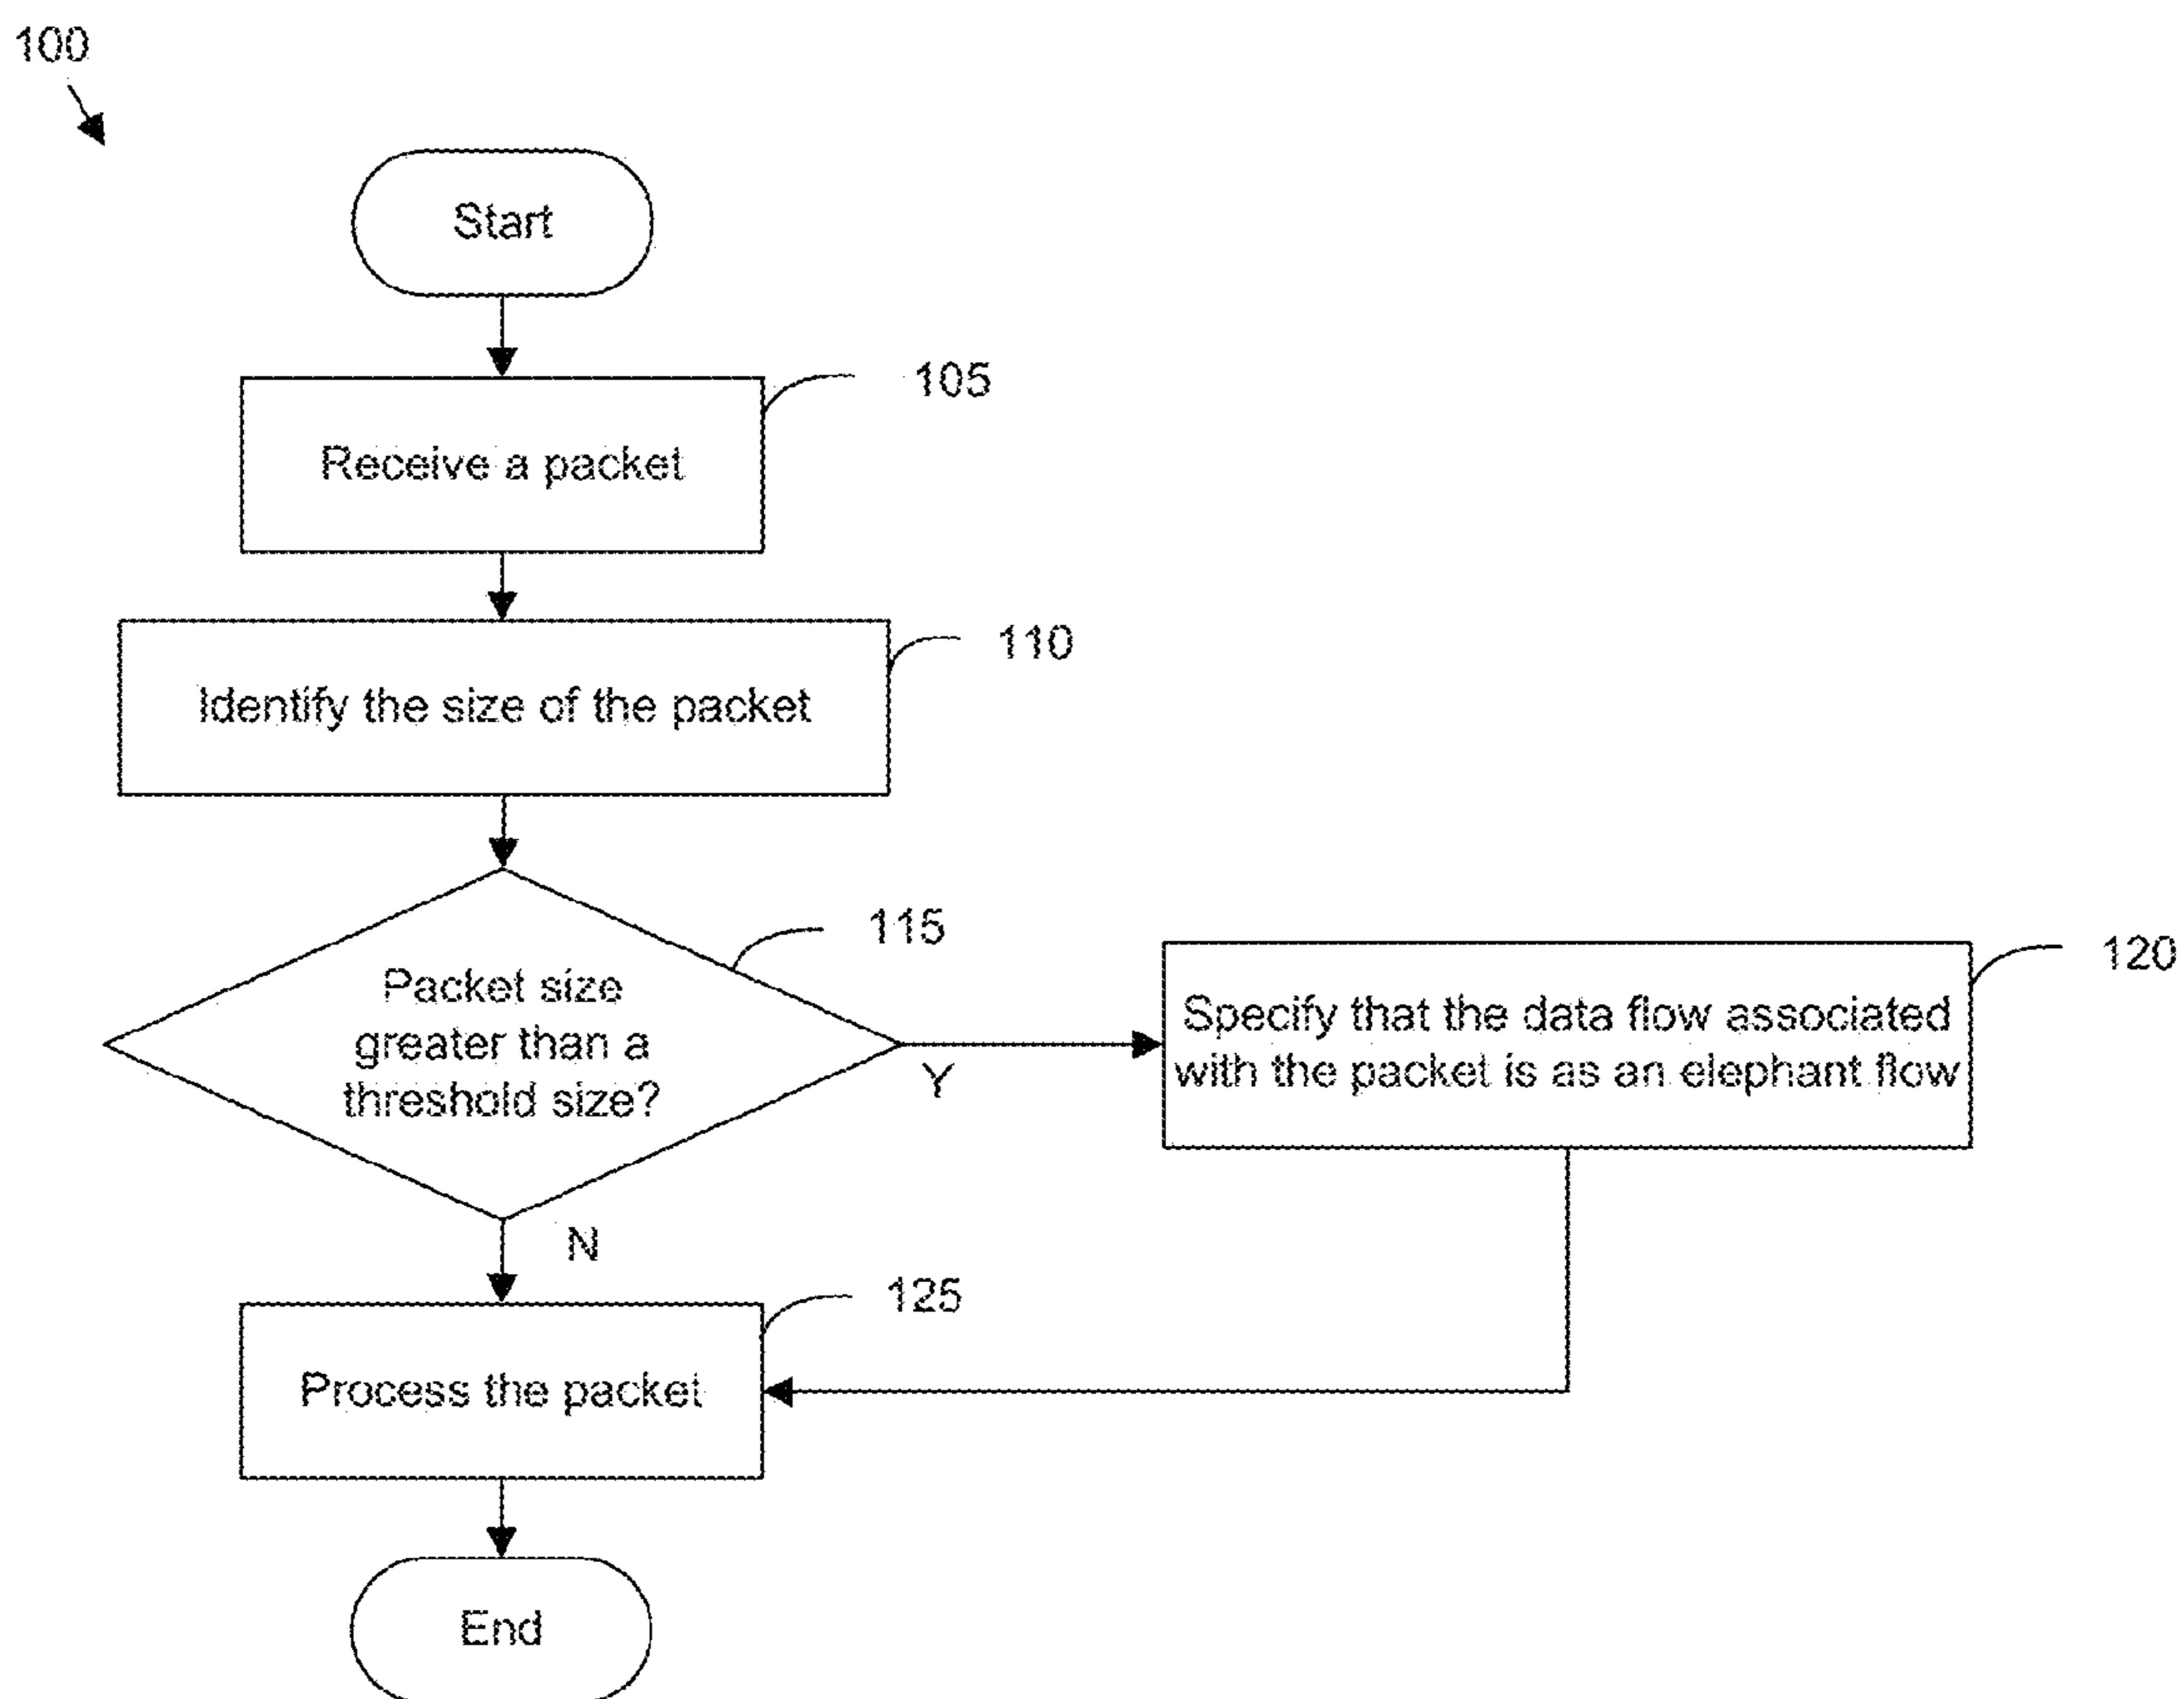 100
Start
105
Receive a packet
110
Identify the size of the packet
115
Packet size
greater than a
threshold size?
Y
120
Specify that the data flow associated
with the packet is as an elephant flow
N
125
Process the packet
End